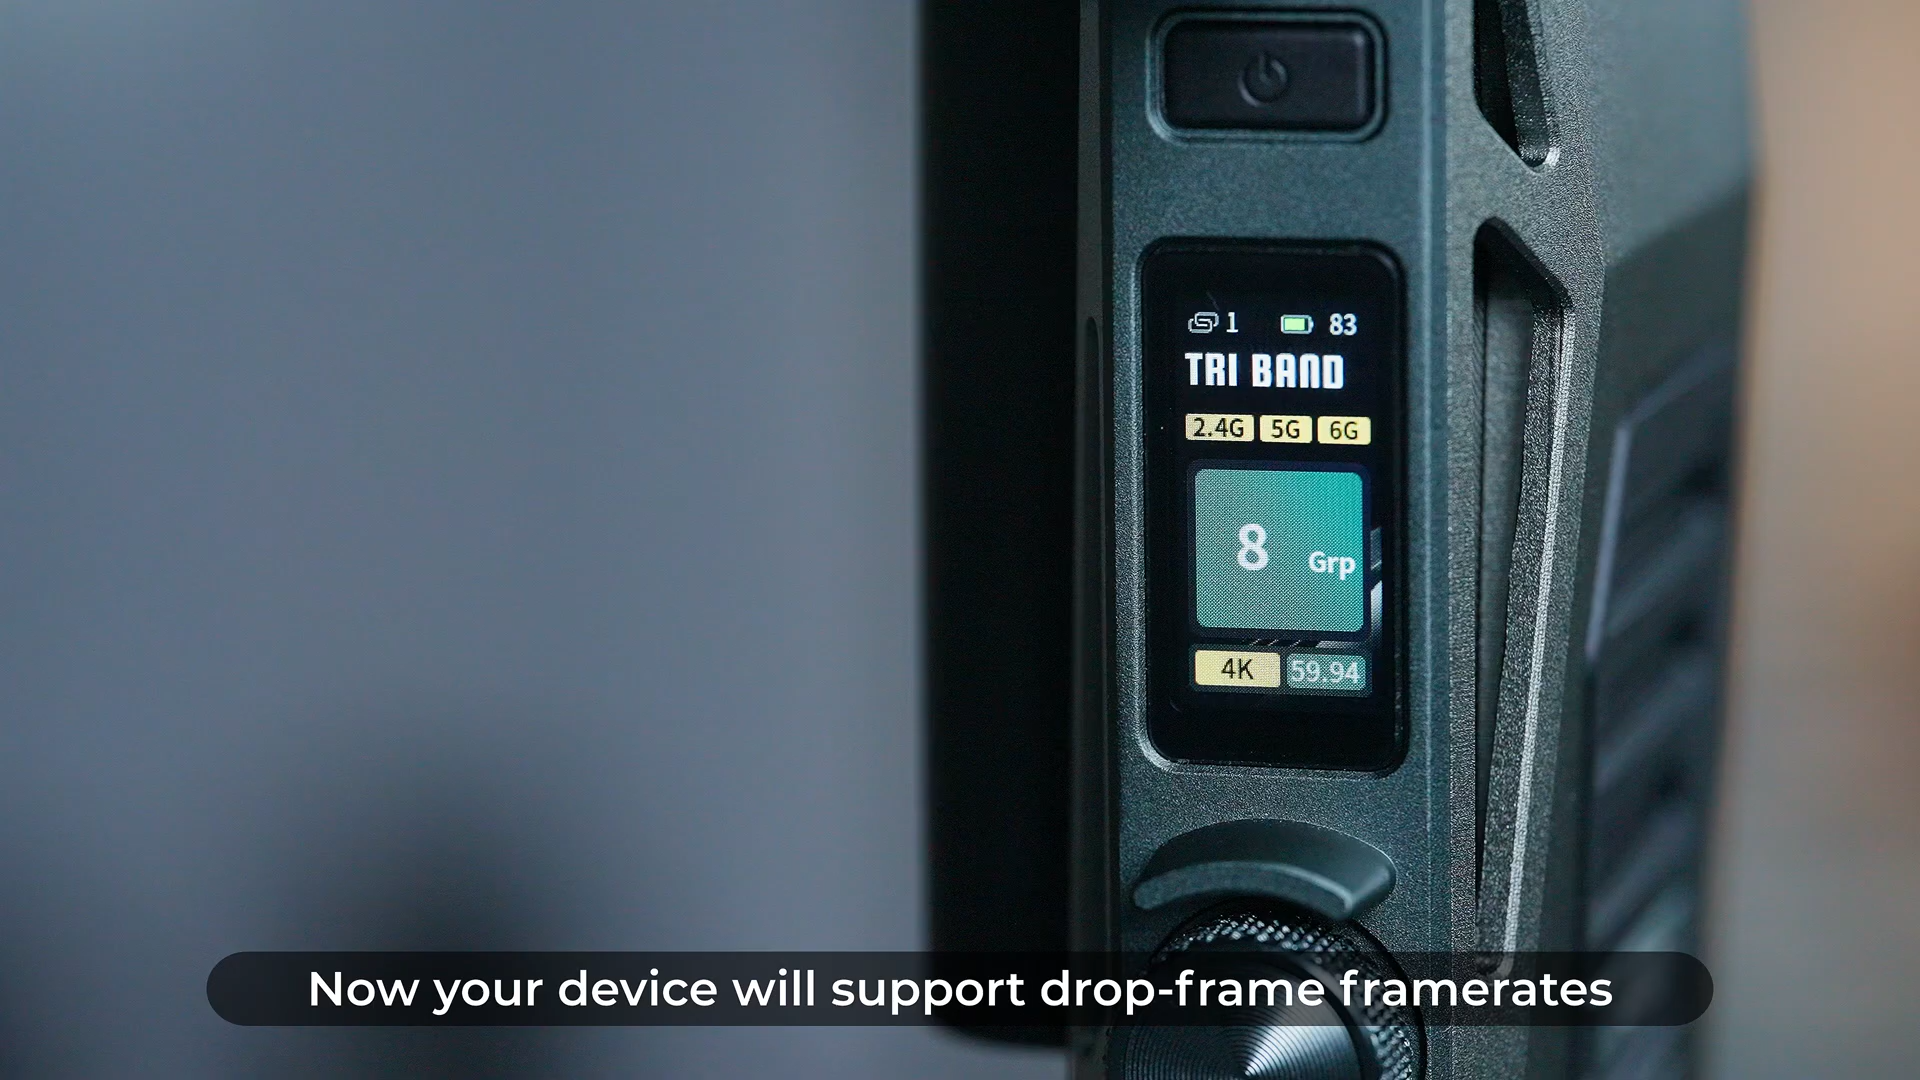 1 83
TRI BAND
2.4G 5G 6G
8 Grp
4K 59.94
Now your device will support drop-frame framerates